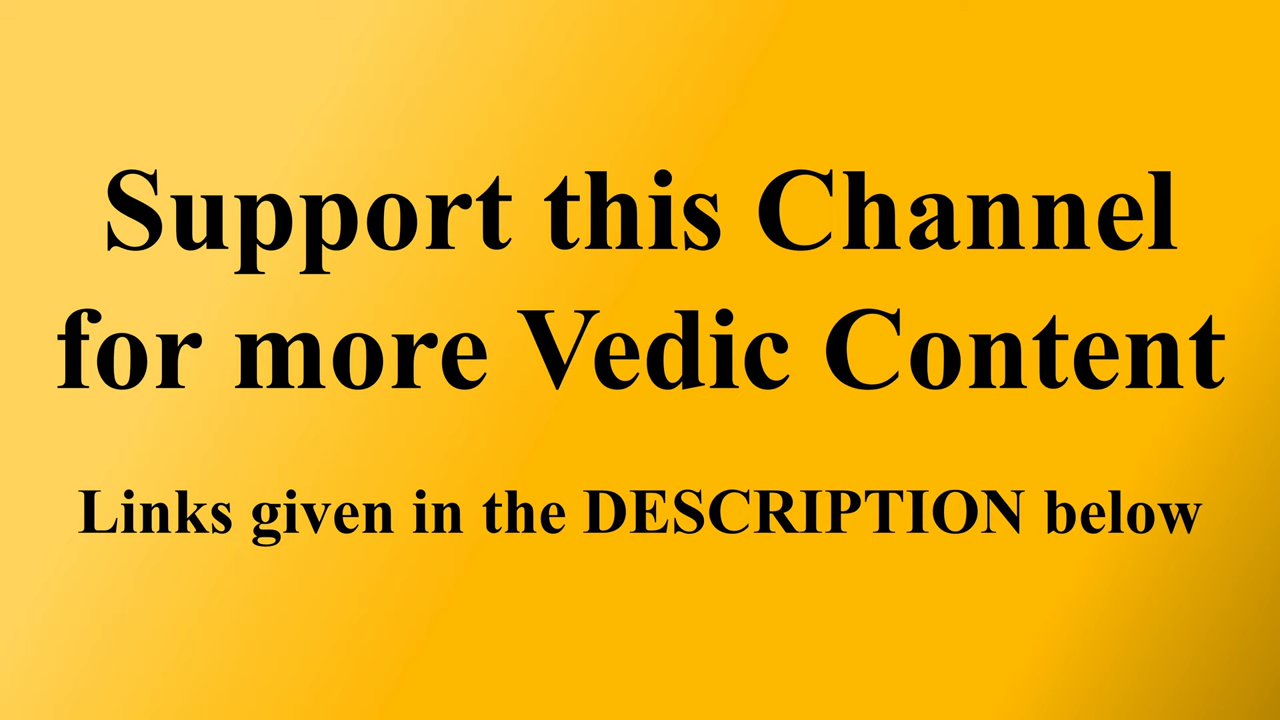 Support this Channel
for more Vedic Content
Links given in the DESCRIPTION below